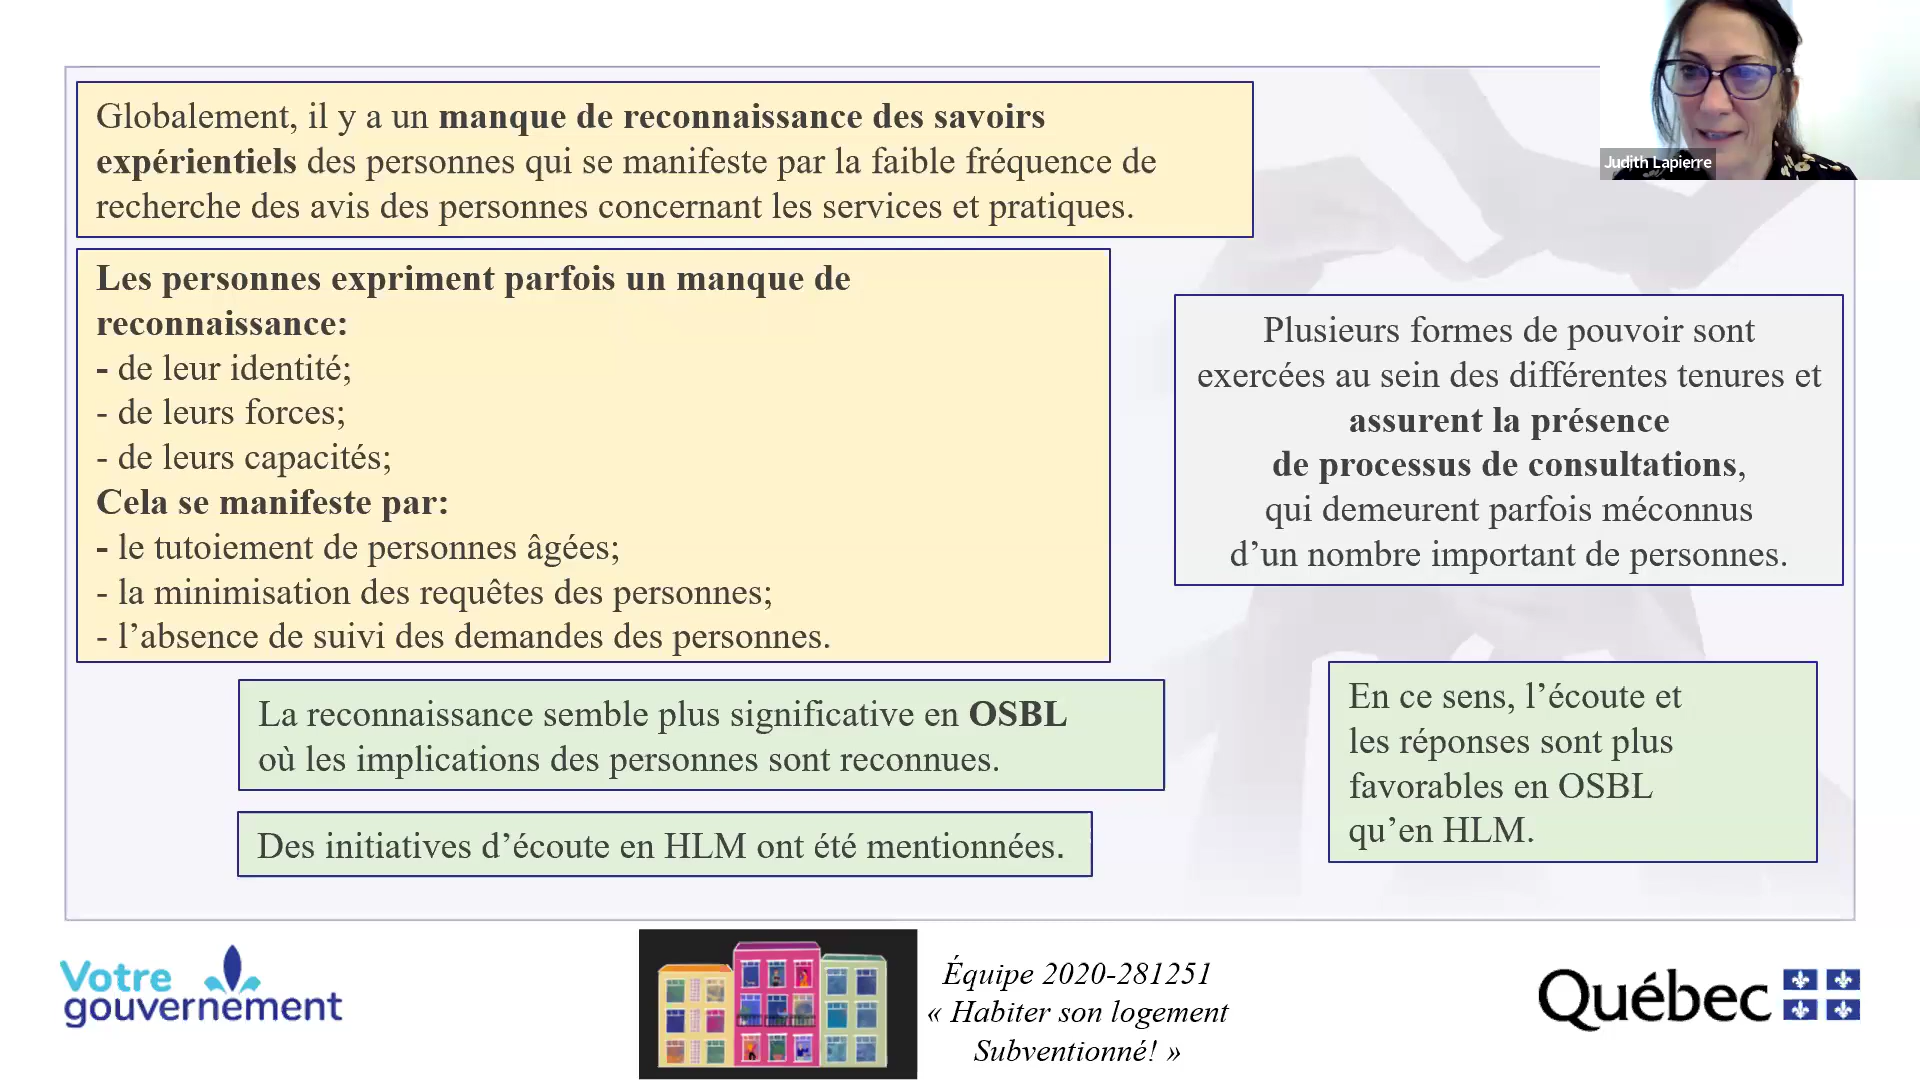 Globalement, il y a un manque de reconnaissance des savoirs
expérientiels des personnes qui se manifeste par la faible fréquence de
recherche des avis des personnes concernant les services et pratiques.
Judith Lapierre
Les personnes expriment parfois un manque de
reconnaissance:
- de leur identité;
- de leurs forces;
- de leurs capacités;
Cela se manifeste par:
- le tutoiement de personnes âgées;
- la minimisation des requêtes des personnes;
- l’absence de suivi des demandes des personnes.
Plusieurs formes de pouvoir sont
exercées au sein des différentes tenures et
assurent la présence
de processus de consultations,
qui demeurent parfois méconnus
d’un nombre important de personnes.
La reconnaissance semble plus significative en OSBL
où les implications des personnes sont reconnues.
Des initiatives d’écoute en HLM ont été mentionnées.
En ce sens, l’écoute et
les réponses sont plus
favorables en OSBL
qu’en HLM.
Votre
gouvernement
Équipe 2020-281251
« Habiter son logement
Subventionné! »
Québec